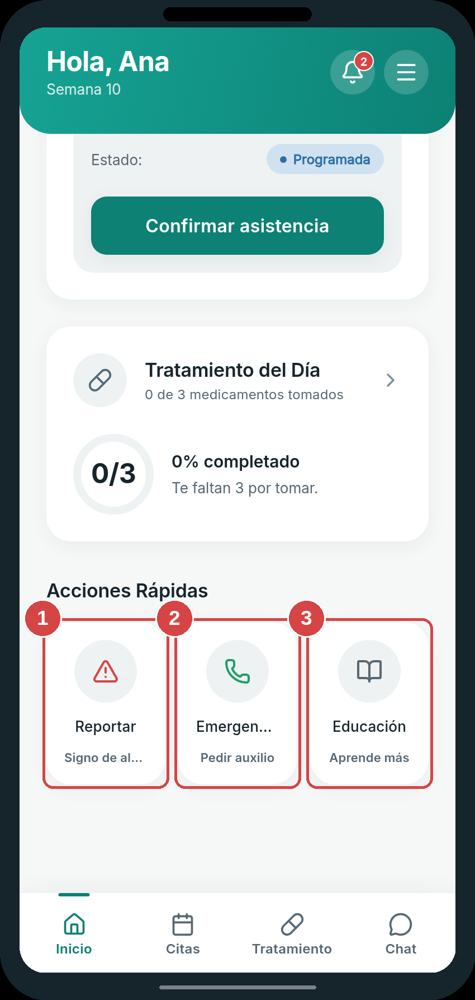 Hola, Ana
Semana 10
2
Estado:
Programada
Confirmar asistencia
Tratamiento del Día
0 de 3 medicamentos tomados
0/3
0% completado
Te faltan 3 por tomar.
Acciones Rápidas
1
2
3
Reportar
Signo de al...
Emergen...
Pedir auxilio
Educación
Aprende más
Inicio
Citas
Tratamiento
Chat